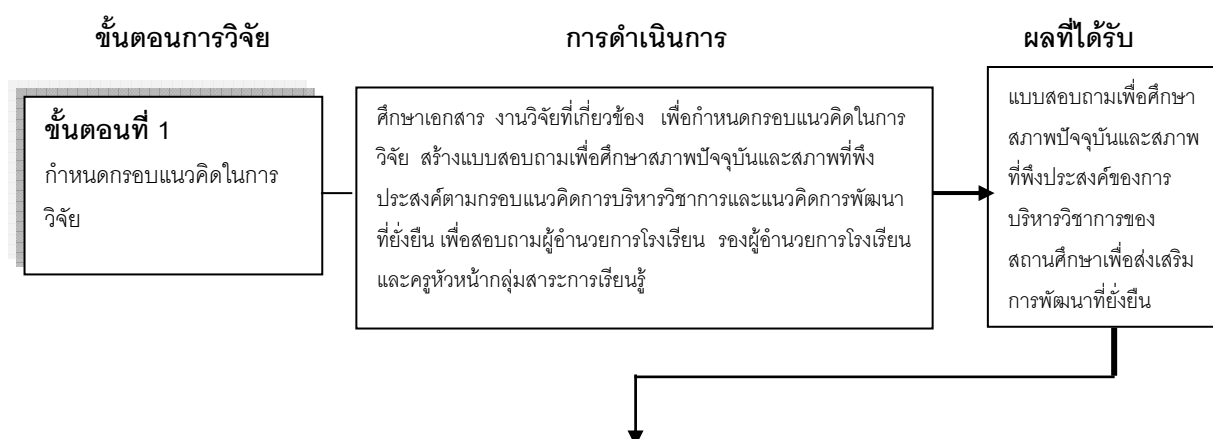 ขั้นตอนการวิจัย
การดำเนินการ
ผลที่ได้รับ
ขั้นตอนที่ 1
กำหนดกรอบแนวคิดในการ
วิจัย
ศึกษาเอกสาร งานวิจัยที่เกี่ยวข้อง เพื่อกำหนดกรอบแนวคิดในการ
วิจัย สร้างแบบสอบถามเพื่อศึกษาสภาพปัจจุบันและสภาพที่พึง
ประสงค์ตามกรอบแนวคิดการบริหารวิชาการและแนวคิดการพัฒนา
ที่ยั่งยืน เพื่อสอบถามผู้อำนวยการโรงเรียน รองผู้อำนวยการโรงเรียน
และครูหัวหน้ากลุ่มสาระการเรียนรู้
แบบสอบถามเพื่อศึกษา
สภาพปัจจุบันและสภาพ
ที่พึงประสงค์ของการ
บริหารวิชาการของ
สถานศึกษาเพื่อส่งเสริม
การพัฒนาที่ยั่งยืน